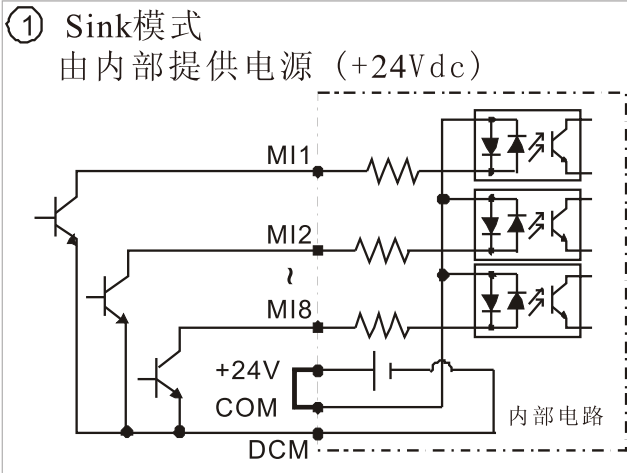 ① Sink模式
由内部提供电源（+24Vdc）
MI1
MI2
~
MI8
+24V
COM
内部电路
DCM